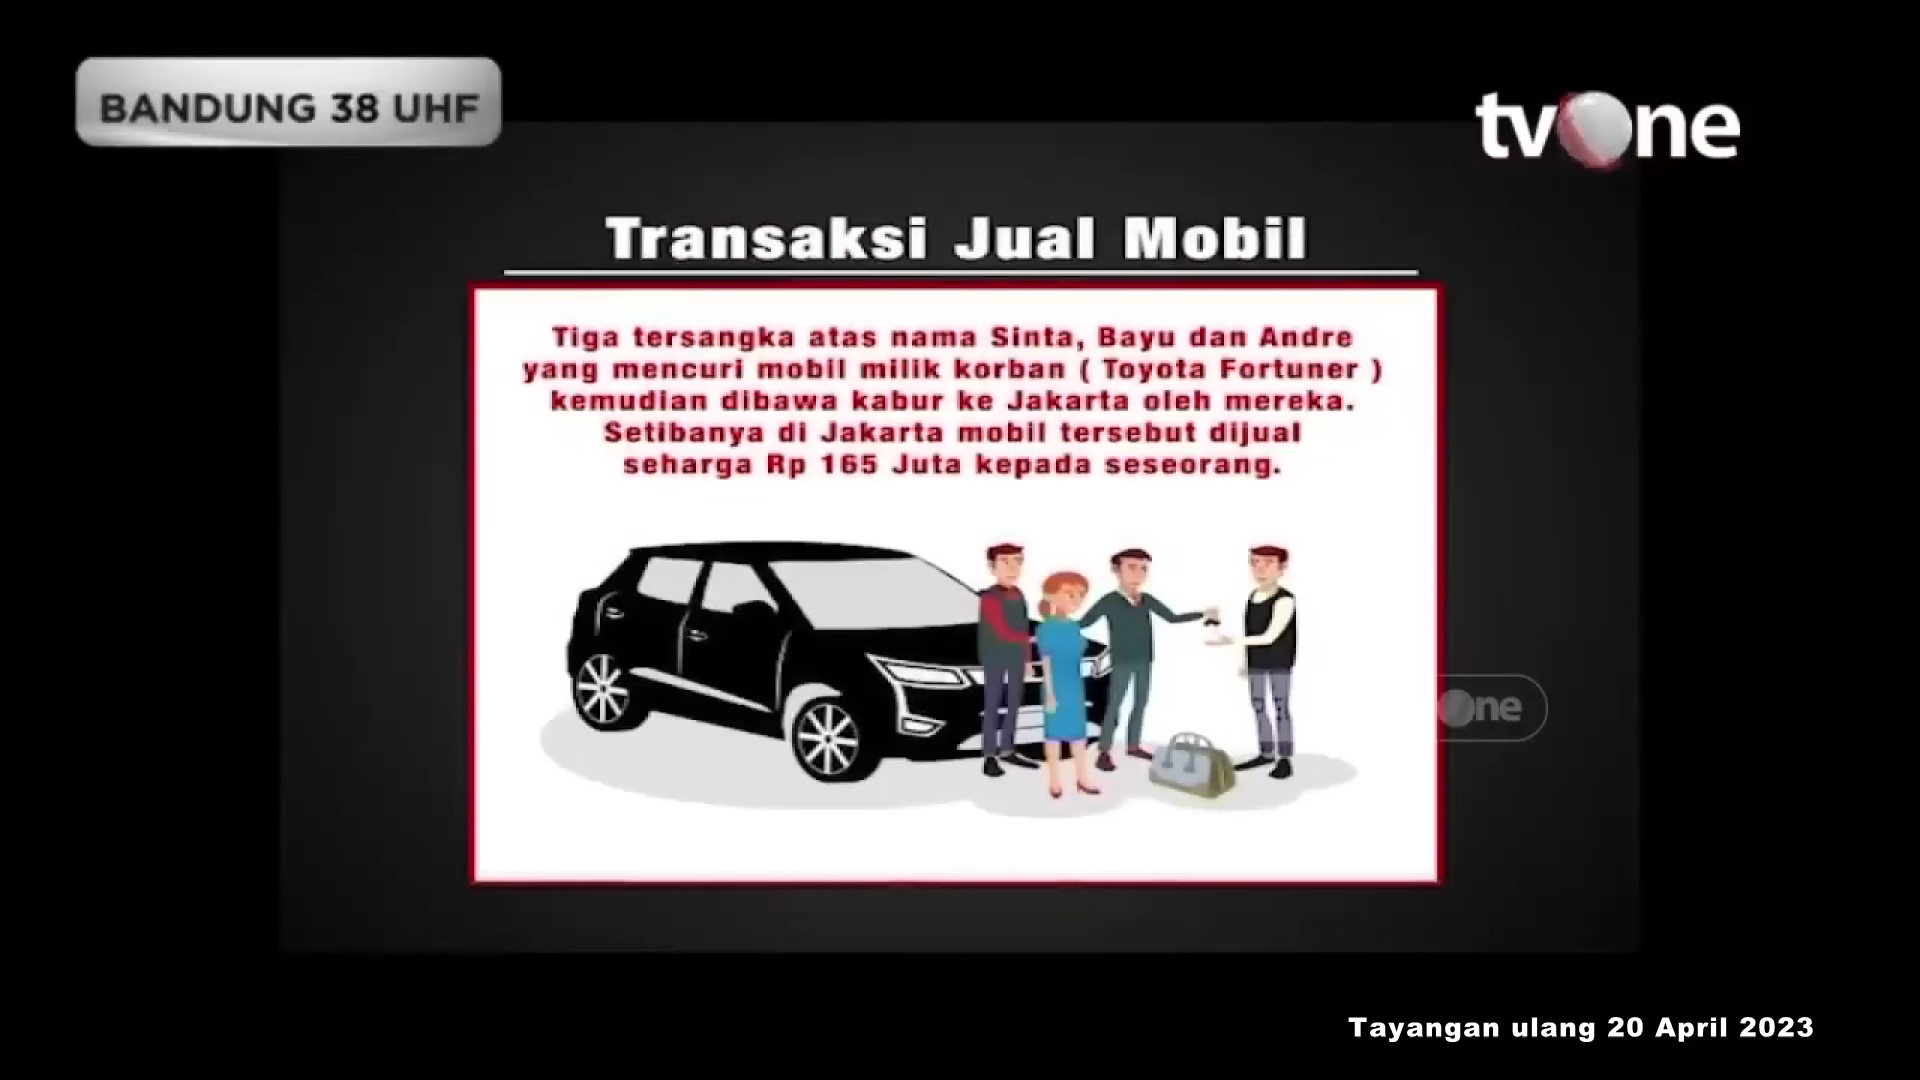 BANDUNG 38 UHF
tvOne
Transaksi Jual Mobil
Tiga tersangka atas nama Sinta, Bayu dan Andre
yang mencuri mobil milik korban ( Toyota Fortuner )
kemudian dibawa kabur ke Jakarta oleh mereka.
Setibanya di Jakarta mobil tersebut dijual
seharga Rp 165 Juta kepada seseorang.
one
Tayangan ulang 20 April 2023